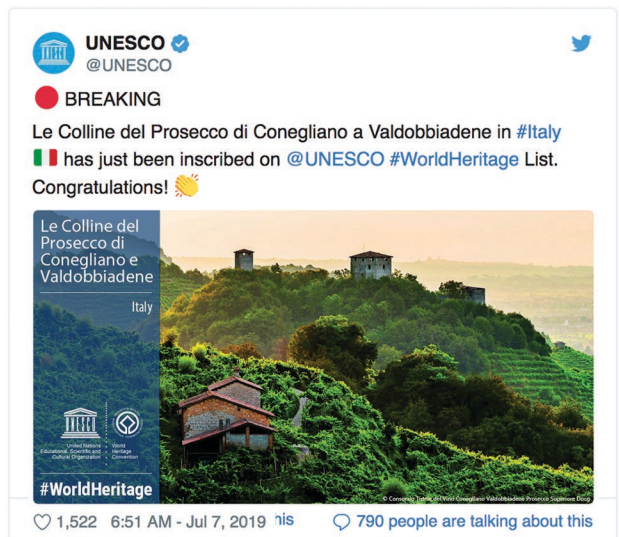 UNESCO
@UNESCO
BREAKING
Le Colline del Prosecco di Conegliano a Valdobbiadene in #Italy
has just been inscribed on @UNESCO #WorldHeritage List.
Congratulations!
Le Colline del
Prosecco di
Conegliano e
Valdobbiadene
Italy
United Nations
Educational, Scientific and
Cultural Organization
World
Heritage
Convention
#WorldHeritage
© Consorzio Tutela del Vino Conegliano Valdobbiadene Prosecco Superiore Docg
1,522 6:51 AM - Jul 7, 2019 his 790 people are talking about this